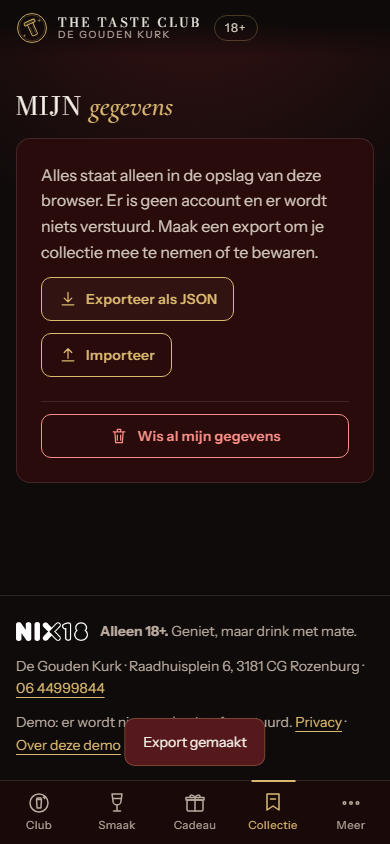 THE TASTE CLUB
DE GOUDEN KURK
18+
MIJN gegevens
Alles staat alleen in de opslag van deze
browser. Er is geen account en er wordt
niets verstuurd. Maak een export om je
collectie mee te nemen of te bewaren.
Exporteer als JSON
Importeer
Wis al mijn gegevens
NIX18 Alleen 18+. Geniet, maar drink met mate.
De Gouden Kurk · Raadhuisplein 6, 3181 CG Rozenburg ·
06 44999844
Demo: er wordt Privacy ·
Over deze demo
Export gemaakt
Club
Smaak
Cadeau
Collectie
Meer